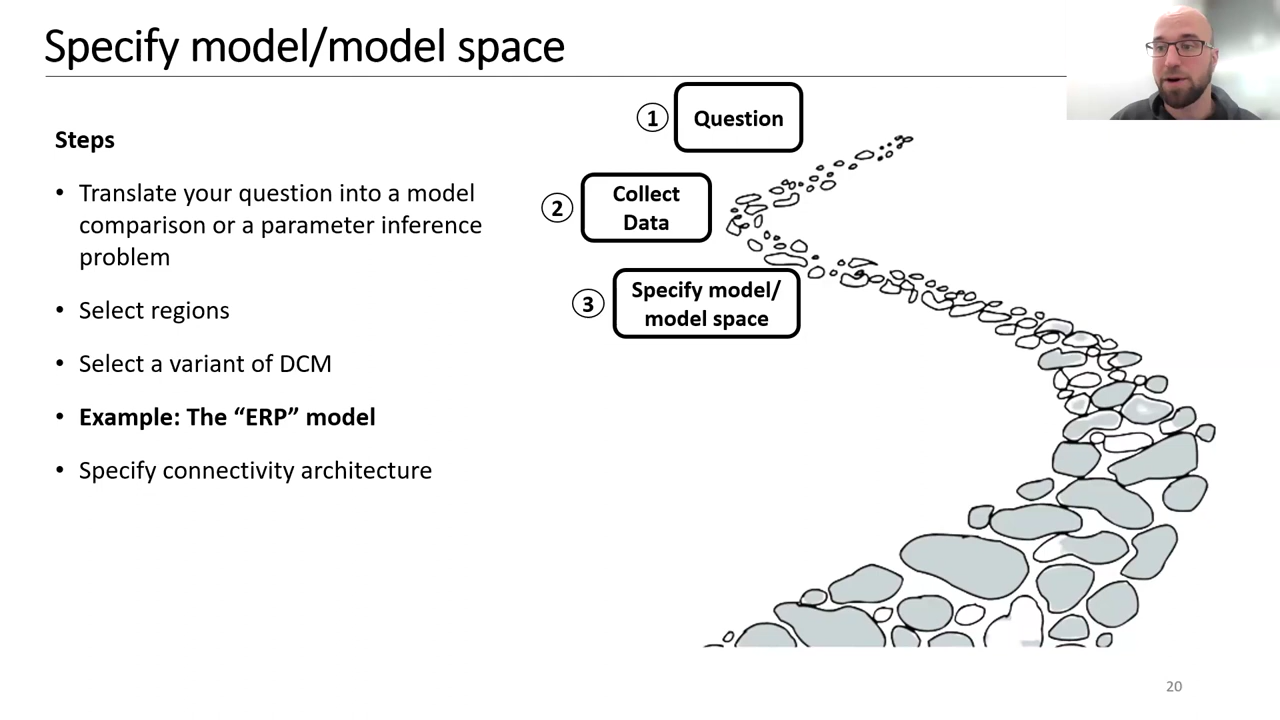 Specify model/model space
Steps
• Translate your question into a model
comparison or a parameter inference
problem
• Select regions
• Select a variant of DCM
• Example: The “ERP” model
• Specify connectivity architecture
1
Question
2
Collect
Data
3
Specify model/
model space
20